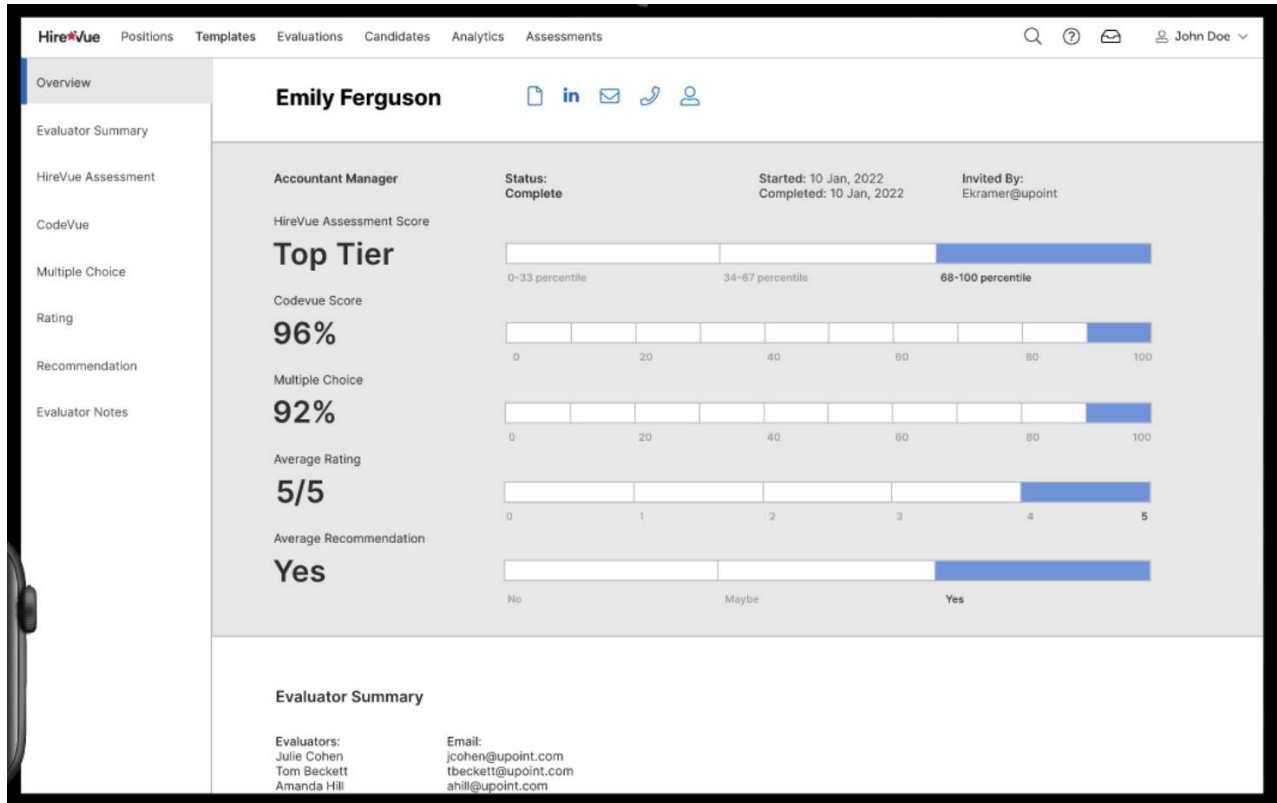 HireVue Positions Templates Evaluations Candidates Analytics Assessments John Doe
Overview
Evaluator Summary
HireVue Assessment
CodeVue
Multiple Choice
Rating
Recommendation
Evaluator Notes
Emily Ferguson in
Accountant Manager Status: Started: 10 Jan, 2022 Invited By:
Complete Completed: 10 Jan, 2022 Ekramer@upoint
HireVue Assessment Score
Top Tier
0-33 percentile 34-67 percentile 68-100 percentile
Codevue Score
96%
0 20 40 60 80 100
Multiple Choice
92%
0 20 40 60 80 100
Average Rating
5/5
0 1 2 3 4 5
Average Recommendation
Yes
No Maybe Yes
Evaluator Summary
Evaluators: Email:
Julie Cohen jcohen@upoint.com
Tom Beckett tbeckett@upoint.com
Amanda Hill ahill@upoint.com